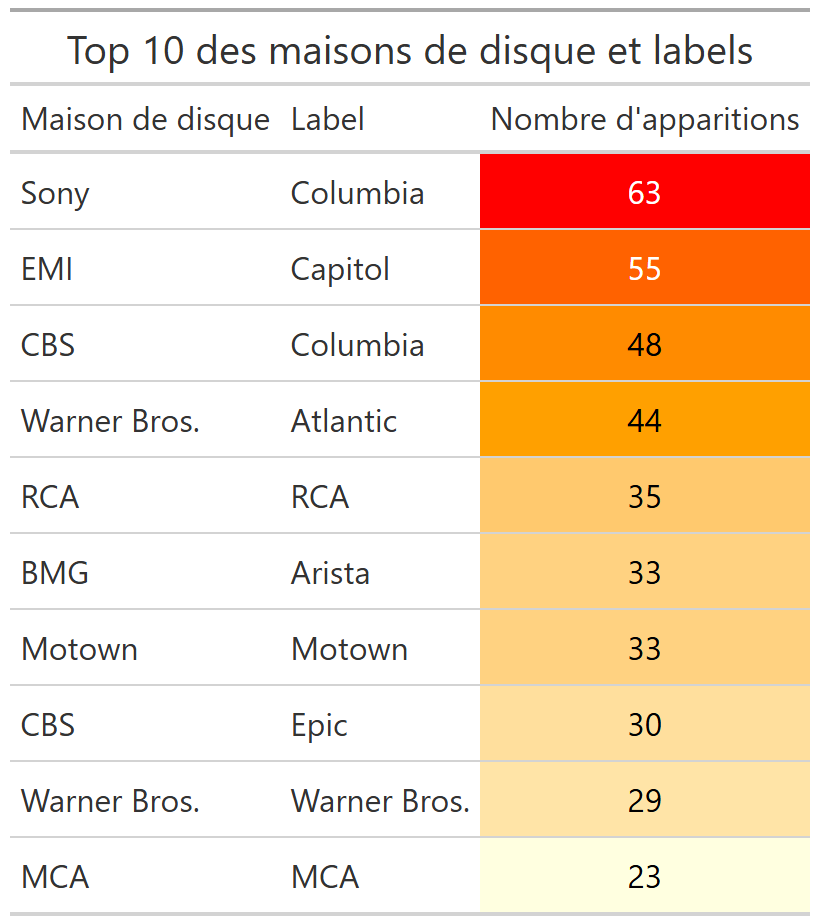 Top 10 des maisons de disque et labels
Maison de disque Label Nombre d'apparitions
Sony Columbia 63
EMI Capitol 55
CBS Columbia 48
Warner Bros. Atlantic 44
RCA RCA 35
BMG Arista 33
Motown Motown 33
CBS Epic 30
Warner Bros. Warner Bros. 29
MCA MCA 23